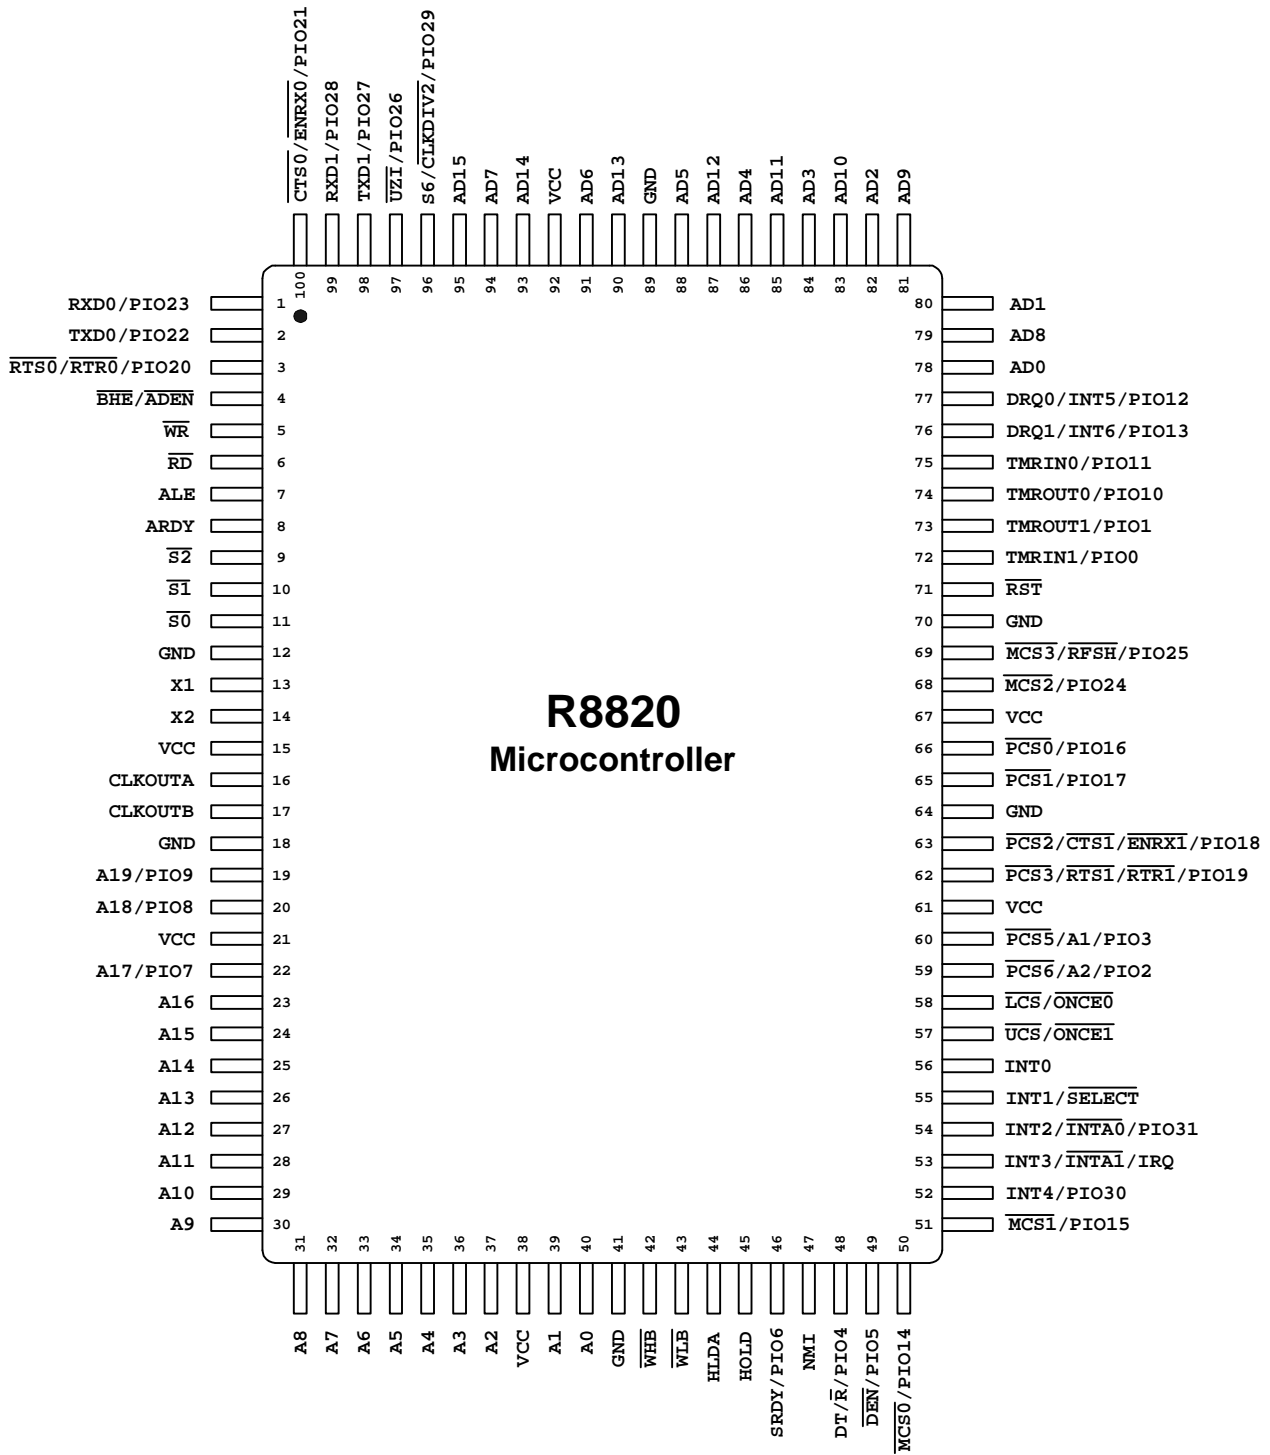 CTS0/ENRX0/PIO21
RXD1/PIO28
TXD1/PIO27
UZI/PIO26
S6/CLKDIV2/PIO29
AD15
AD7
AD14
VCC
AD6
AD13
GND
AD5
AD12
AD4
AD11
AD3
AD10
AD2
AD9
100
99
98
97
96
95
94
93
92
91
90
89
88
87
86
85
84
83
82
81
RXD0/PIO23 1
TXD0/PIO22 2
RTS0/RTR0/PIO20 3
BHE/ADEN 4
WR 5
RD 6
ALE 7
ARDY 8
S2 9
S1 10
S0 11
GND 12
X1 13
X2 14
VCC 15
CLKOUTA 16
CLKOUTB 17
GND 18
A19/PIO9 19
A18/PIO8 20
VCC 21
A17/PIO7 22
A16 23
A15 24
A14 25
A13 26
A12 27
A11 28
A10 29
A9 30
R8820
Microcontroller
80 AD1
79 AD8
78 AD0
77 DRQ0/INT5/PIO12
76 DRQ1/INT6/PIO13
75 TMRIN0/PIO11
74 TMROUT0/PIO10
73 TMROUT1/PIO1
72 TMRIN1/PIO0
71 RST
70 GND
69 MCS3/RFSH/PIO25
68 MCS2/PIO24
67 VCC
66 PCS0/PIO16
65 PCS1/PIO17
64 GND
63 PCS2/CTS1/ENRX1/PIO18
62 PCS3/RTS1/RTR1/PIO19
61 VCC
60 PCS5/A1/PIO3
59 PCS6/A2/PIO2
58 LCS/ONCE0
57 UCS/ONCE1
56 INT0
55 INT1/SELECT
54 INT2/INTA0/PIO31
53 INT3/INTA1/IRQ
52 INT4/PIO30
51 MCS1/PIO15
31
32
33
34
35
36
37
38
39
40
41
42
43
44
45
46
47
48
49
50
A8
A7
A6
A5
A4
A3
A2
VCC
A1
A0
GND
WHB
WLB
HLDA
HOLD
SRDY/PIO6
NMI
DT/R/PIO4
DEN/PIO5
MCS0/PIO14